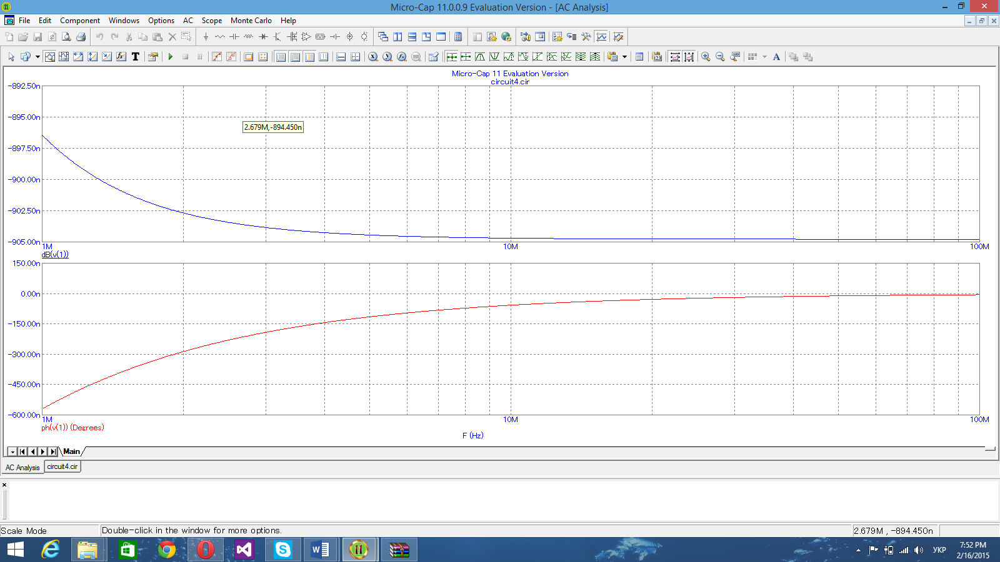 Micro-Cap 11.0.0.9 Evaluation Version - [AC Analysis]
File Edit Component Windows Options AC Scope Monte Carlo Help
Micro-Cap 11 Evaluation Version
circuit4.cir
-892.50n
-895.00n
2.679M,-894.450n
-897.50n
-900.00n
-902.50n
-905.00n
1M 10M 100M
dB(v(1))
150.00n
0.00n
-150.00n
-300.00n
-450.00n
-600.00n
1M 10M 100M
ph(v(1)) (Degrees)
F (Hz)
Main
AC Analysis circuit4.cir
Scale Mode Double-click in the window for more options. 2.679M , -894.450n
УКР 7:52 PM
2/16/2015